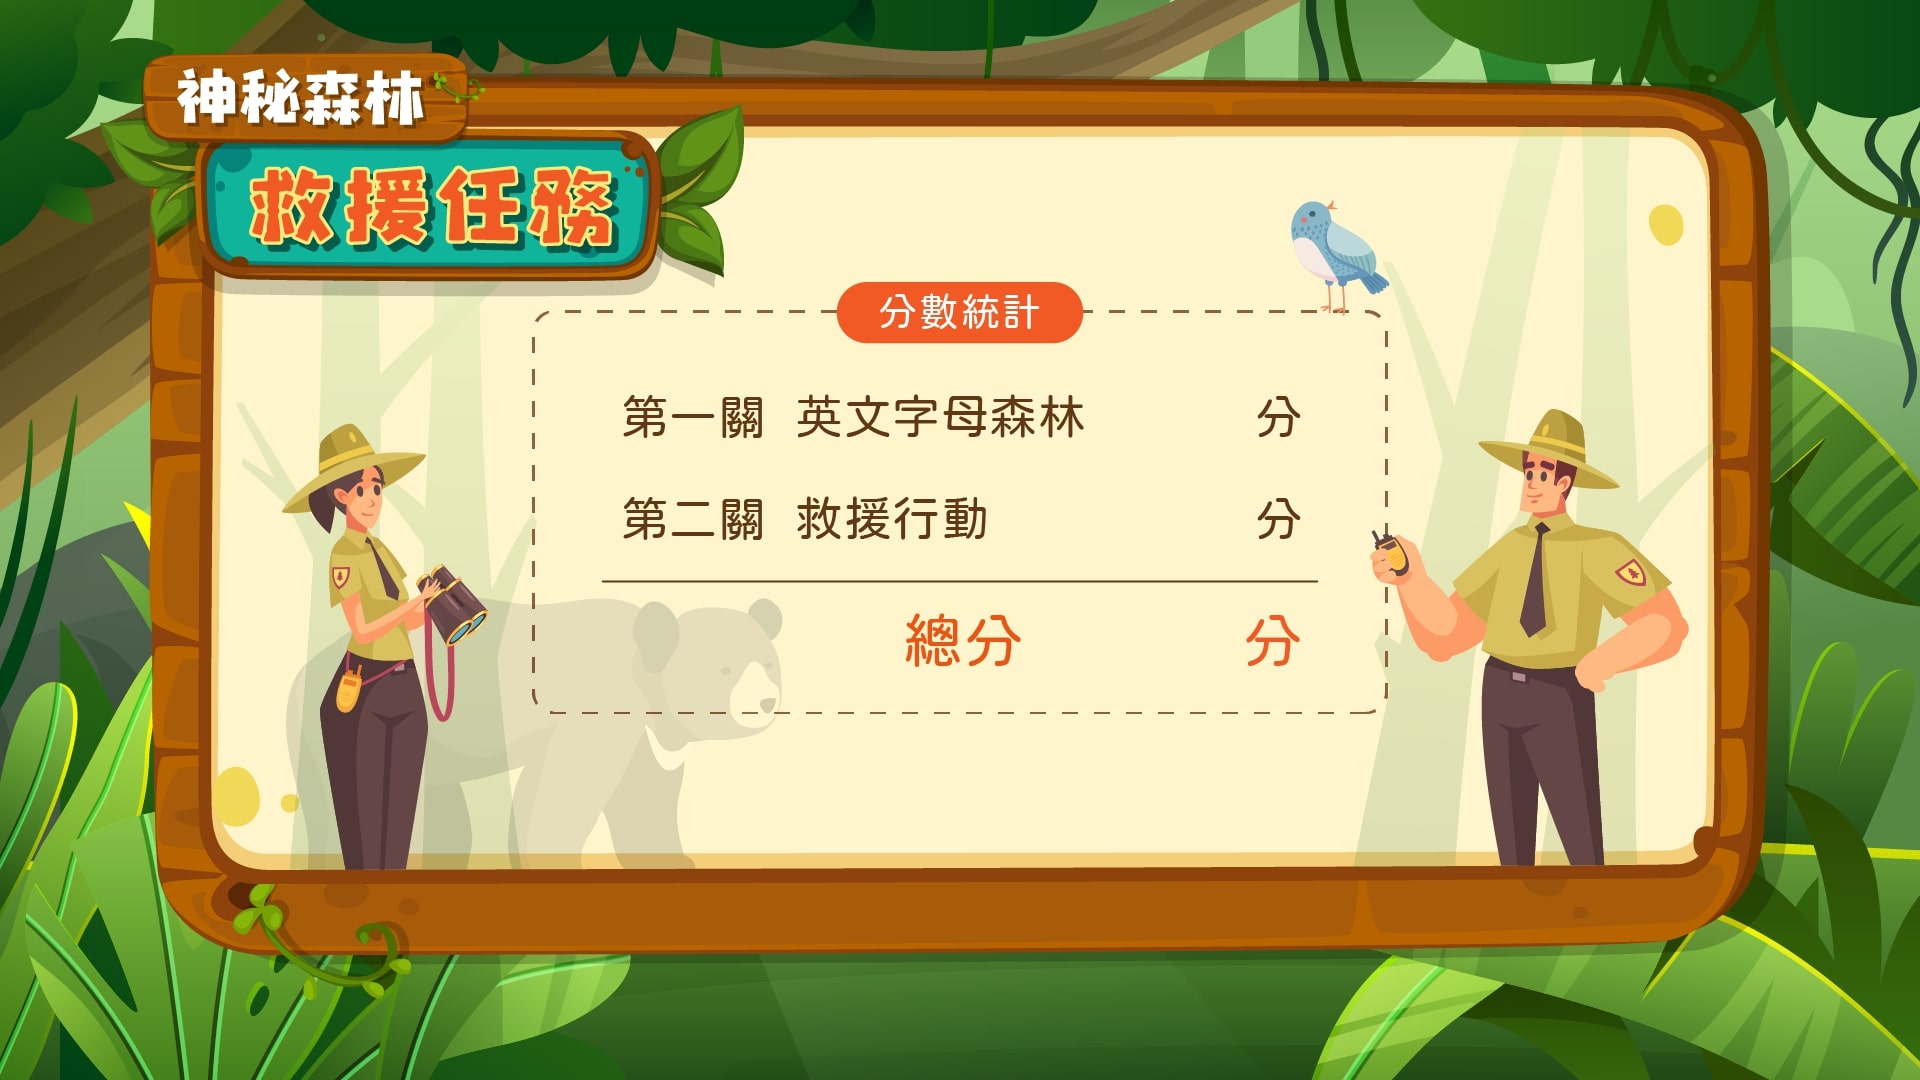 神秘森林
救援任務
分數統計
第一關 英文字母森林 分
第二關 救援行動 分
總分 分